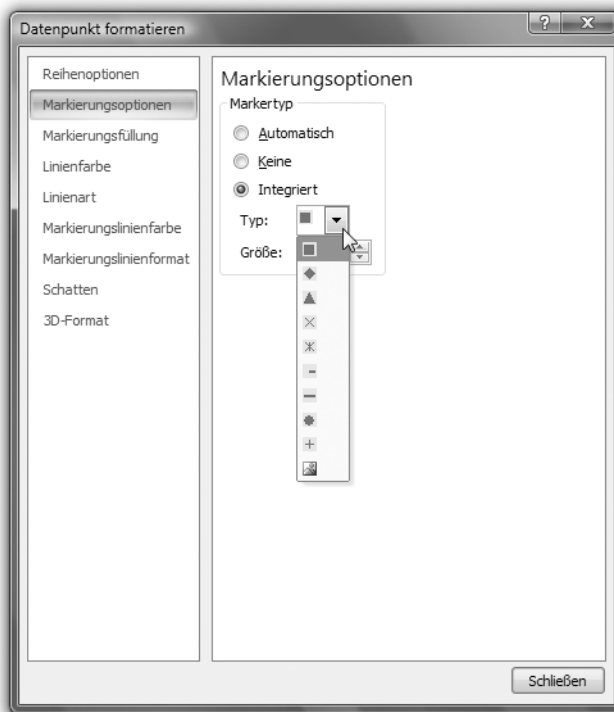 Datenpunkt formatieren
Reihenoptionen
Markierungsoptionen
Markierungsfüllung
Linienfarbe
Linienart
Markierungslinienfarbe
Markierungslinienformat
Schatten
3D-Format
Markierungsoptionen
Markertyp
Automatisch
Keine
Integriert
Typ:
Größe:
Schließen